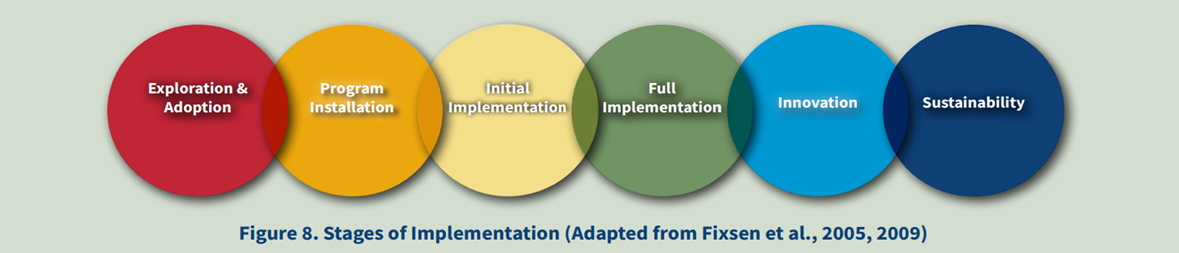 Exploration &
Adoption
Program
Installation
Initial
Implementation
Full
Implementation
Innovation
Sustainability
Figure 8. Stages of Implementation (Adapted from Fixsen et al., 2005, 2009)